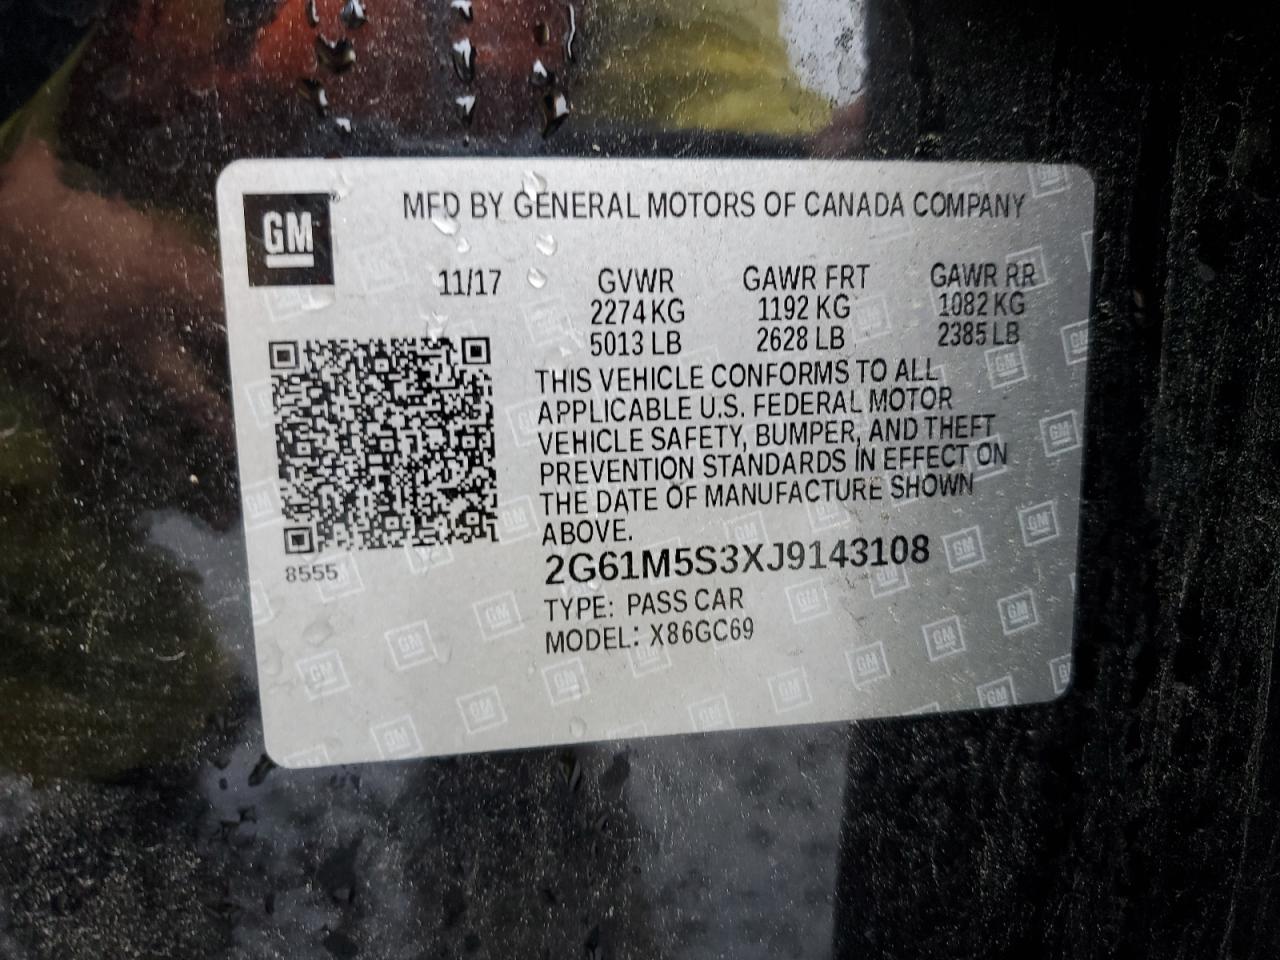 GM
MFD BY GENERAL MOTORS OF CANADA COMPANY
11/17 GVWR GAWR FRT GAWR RR
2274 KG 1192 KG 1082 KG
5013 LB 2628 LB 2385 LB
THIS VEHICLE CONFORMS TO ALL
APPLICABLE U.S. FEDERAL MOTOR
VEHICLE SAFETY, BUMPER, AND THEFT
PREVENTION STANDARDS IN EFFECT ON
THE DATE OF MANUFACTURE SHOWN
ABOVE.
8555
2G61M5S3XJ9143108
TYPE: PASS CAR
MODEL: X86GC69